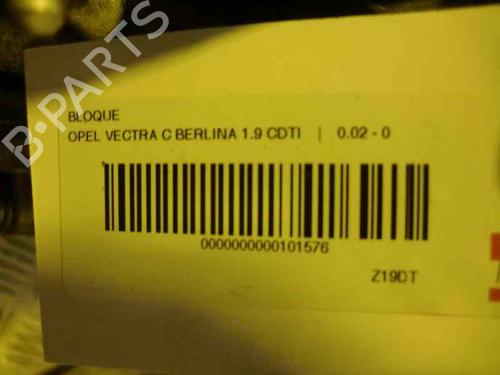 B-PARTS
BLOQUE
OPEL VECTRA C BERLINA 1.9 CDTI | 0.02 - 0
0000000000101576
Z19DT